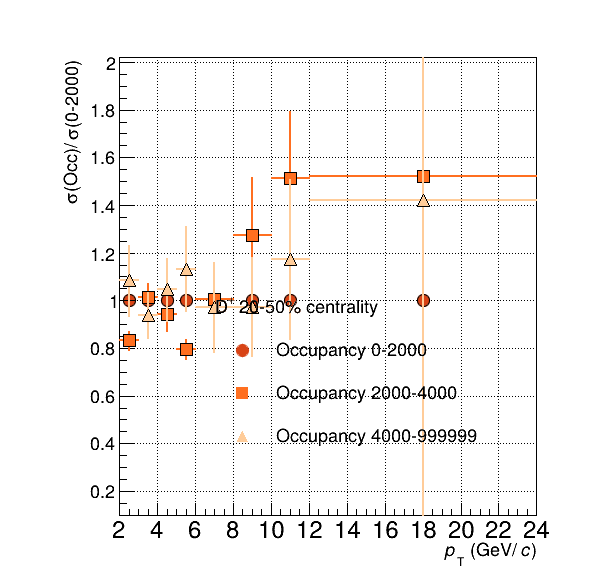 σ(Occ)/σ(0-2000)
2
1.8
1.6
1.4
1.2
1
0.8
0.6
0.4
0.2
D 20-50% centrality
Occupancy 0-2000
Occupancy 2000-4000
Occupancy 4000-999999
2 4 6 8 10 12 14 16 18 20 22 24
p_T (GeV/c)